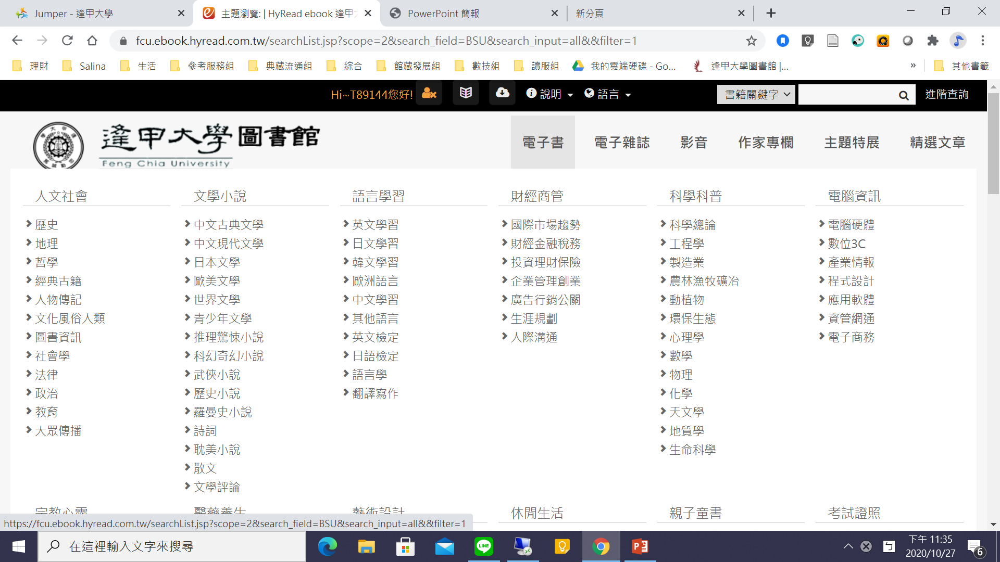 Jumper - 逢甲大學
主題瀏覽: | HyRead ebook 逢甲
PowerPoint 簡報
新分頁
fcu.ebook.hyread.com.tw/searchList.jsp?scope=2&search_field=BSU&search_input=all&&filter=1
理財
Salina
生活
參考服務組
典藏流通組
綜合
館藏發展組
數技組
讀服組
我的雲端硬碟 - Go...
逢甲大學圖書館 |...
»
其他書籤
Hi~T89144您好!
說明
語言
書籍關鍵字
進階查詢
逢甲大學圖書館
Feng Chia University
電子書
電子雜誌
影音
作家專欄
主題特展
精選文章
人文社會
歷史
地理
哲學
經典古籍
人物傳記
文化風俗人類
圖書資訊
社會學
法律
政治
教育
大眾傳播
文學小說
中文古典文學
中文現代文學
日本文學
歐美文學
世界文學
青少年文學
推理驚悚小說
科幻奇幻小說
武俠小說
歷史小說
羅曼史小說
詩詞
耽美小說
散文
文學評論
語言學習
英文學習
日文學習
韓文學習
歐洲語言
中文學習
其他語言
英文檢定
日語檢定
語言學
翻譯寫作
財經商管
國際市場趨勢
財經金融稅務
投資理財保險
企業管理創業
廣告行銷公關
生涯規劃
人際溝通
科學科普
科學總論
工程學
製造業
農林漁牧礦冶
動植物
環保生態
心理學
數學
物理
化學
天文學
地質學
生命科學
電腦資訊
電腦硬體
數位3C
產業情報
程式設計
應用軟體
資管網通
電子商務
宗教心靈
醫藥養生
藝術設計
休閒生活
親子童書
考試證照
https://fcu.ebook.hyread.com.tw/searchList.jsp?scope=2&search_field=BSU&search_input=all&&filter=1
在這裡輸入文字來搜尋
LINE
ㄅ
下午 11:35
2020/10/27
6